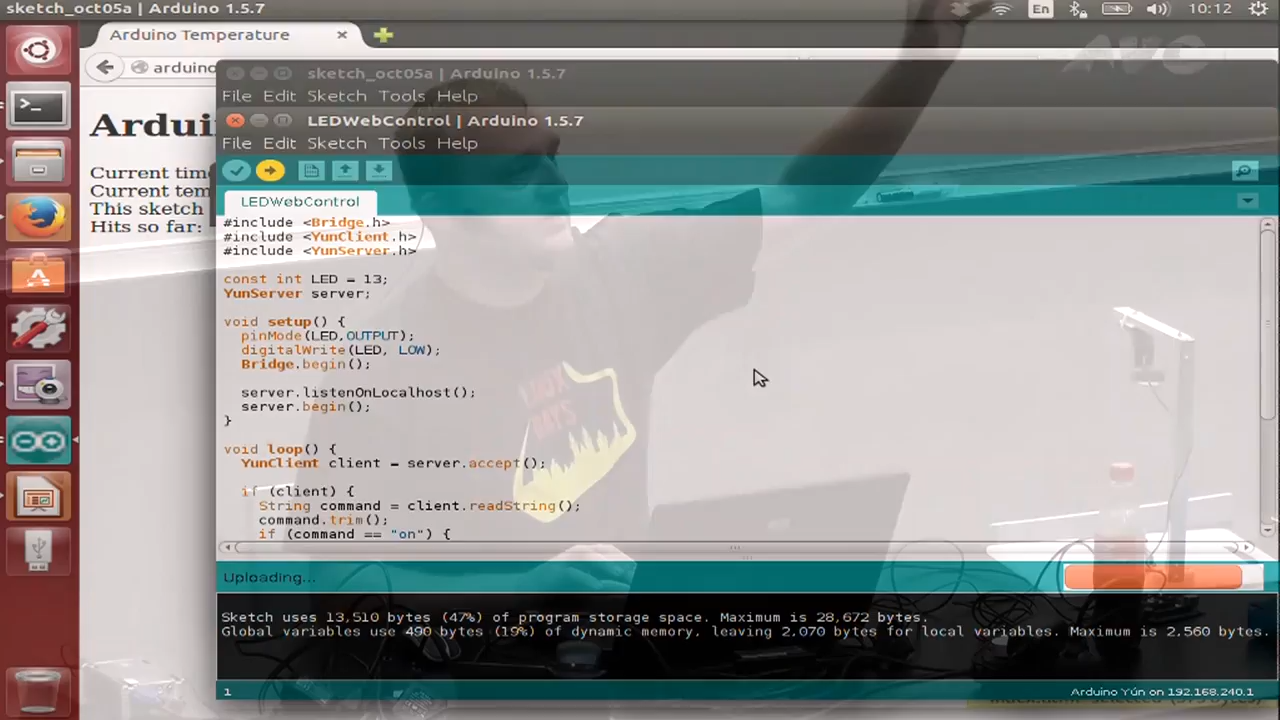 sketch_oct05a | Arduino 1.5.7
En
10:12
Arduino Temperature
AVC
arduino
sketch_oct05a | Arduino 1.5.7
File Edit Sketch Tools Help
LEDWebControl | Arduino 1.5.7
File Edit Sketch Tools Help
LEDWebControl
Current
Current
This sketch
Hits so far:
#include <Bridge.h>
#include <YunClient.h>
#include <YunServer.h>
const int LED = 13;
YunServer server;
void setup() {
pinMode(LED,OUTPUT);
digitalWrite(LED, LOW);
Bridge.begin();
server.listenOnLocalhost();
server.begin();
}
void loop() {
YunClient client = server.accept();
if (client) {
String command = client.readString();
command.trim();
if (command == "on") {
Uploading...
Sketch uses 13,510 bytes (47%) of program storage space. Maximum is 28,672 bytes.
Global variables use 490 bytes (19%) of dynamic memory, leaving 2,070 bytes for local variables. Maximum is 2,560 bytes.
1
Arduino Yún on 192.168.240.1